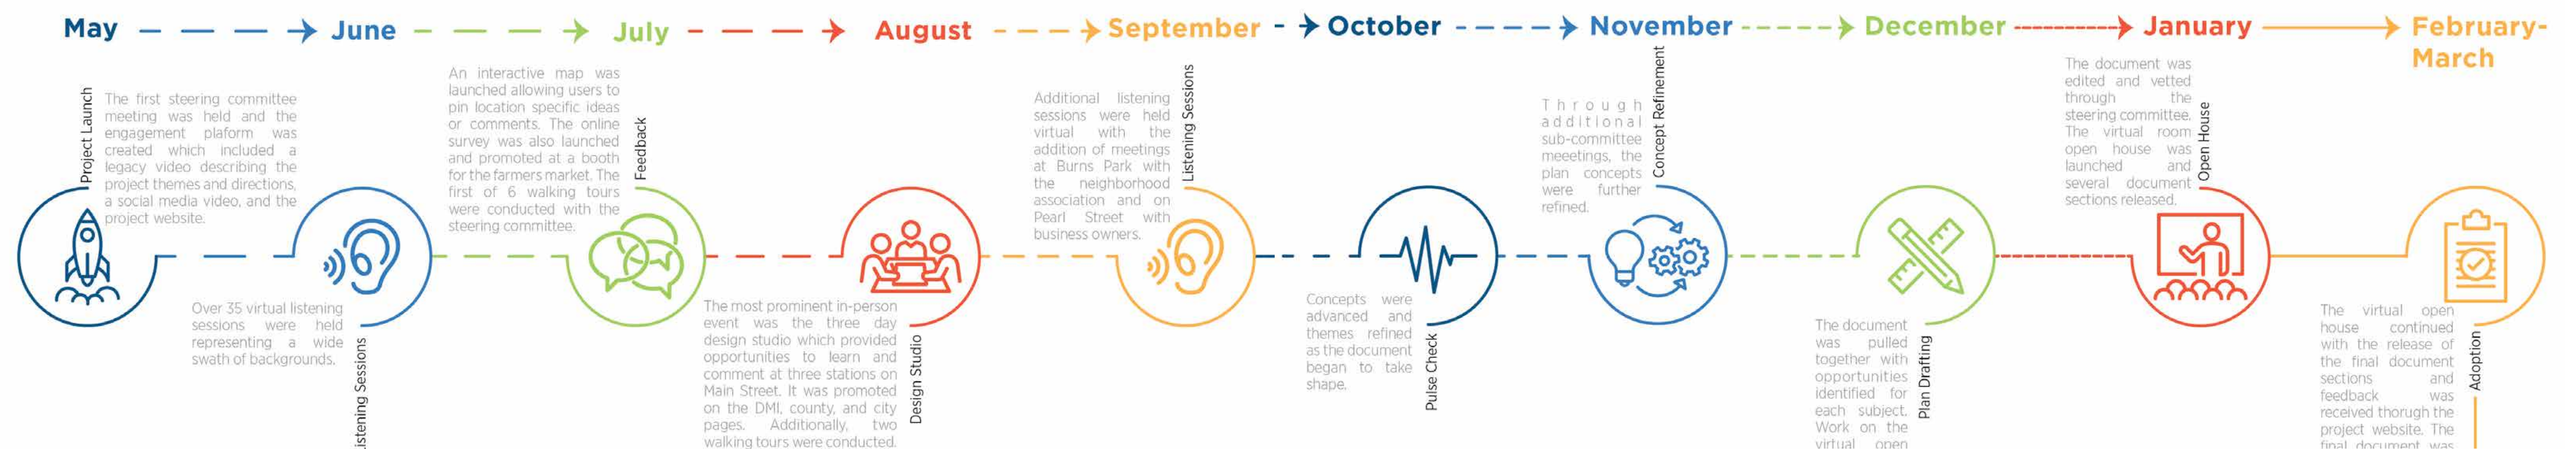 May
June
July
August
September
October
November
December
January
February-
March
Project Launch
The first steering committee
meeting was held and the
engagement plaform was
created which included a
legacy video describing the
project themes and directions,
a social media video, and the
project website.
Over 35 virtual listening
sessions were held
representing a wide
swath of backgrounds.
Listening Sessions
An interactive map was
launched allowing users to
pin location specific ideas
or comments. The online
survey was also launched
and promoted at a booth
for the farmers market. The
first of 6 walking tours
were conducted with the
steering committee.
Feedback
The most prominent in-person
event was the three day
design studio which provided
opportunities to learn and
comment at three stations on
Main Street. It was promoted
on the DMI, county, and city
pages. Additionally, two
walking tours were conducted.
Design Studio
Additional listening
sessions were held
virtual with the
addition of meetings
at Burns Park with
the neighborhood
association and on
Pearl Street with
business owners.
Listening Sessions
Concepts were
advanced and
themes refined
as the document
began to take
shape.
Pulse Check
Through
additional
sub-committee
meeetings, the
plan concepts
were further
refined.
Concept Refinement
The document
was pulled
together with
opportunities
identified for
each subject.
Work on the
virtual open
Plan Drafting
The document was
edited and vetted
through the
steering committee.
The virtual room
open house was
launched and
several document
sections released.
Open House
The virtual open
house continued
with the release of
the final document
sections and
feedback was
received thorugh the
project website. The
final document was
Adoption